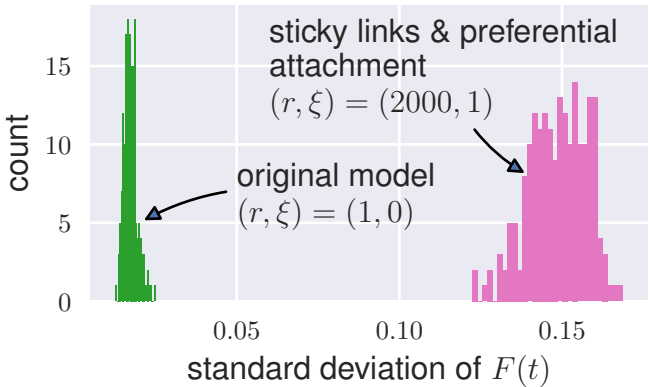 sticky links & preferential
attachment
(r, ξ) = (2000, 1)
original model
(r, ξ) = (1, 0)
count
15
10
5
0
0.05 0.10 0.15
standard deviation of F(t)